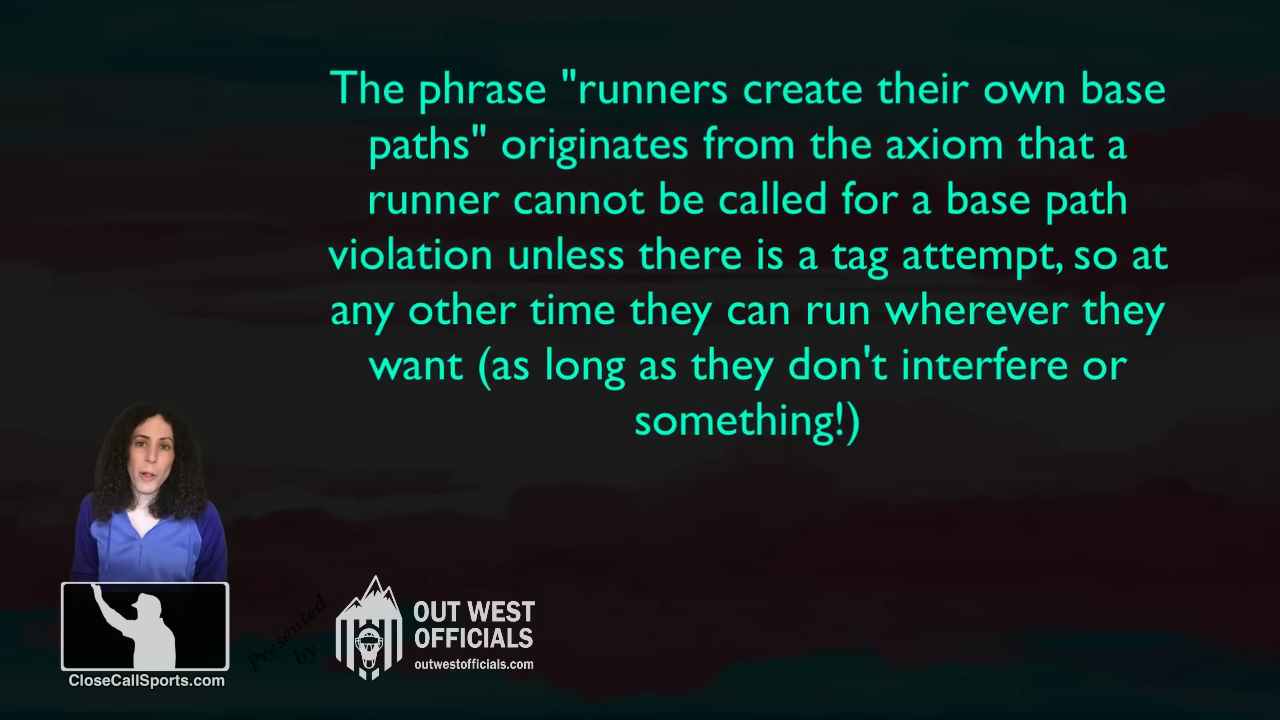 The phrase "runners create their own base
paths" originates from the axiom that a
runner cannot be called for a base path
violation unless there is a tag attempt, so at
any other time they can run wherever they
want (as long as they don't interfere or
something!)
Presented
by
OUT WEST
OFFICIALS
outwestofficials.com
CloseCallSports.com